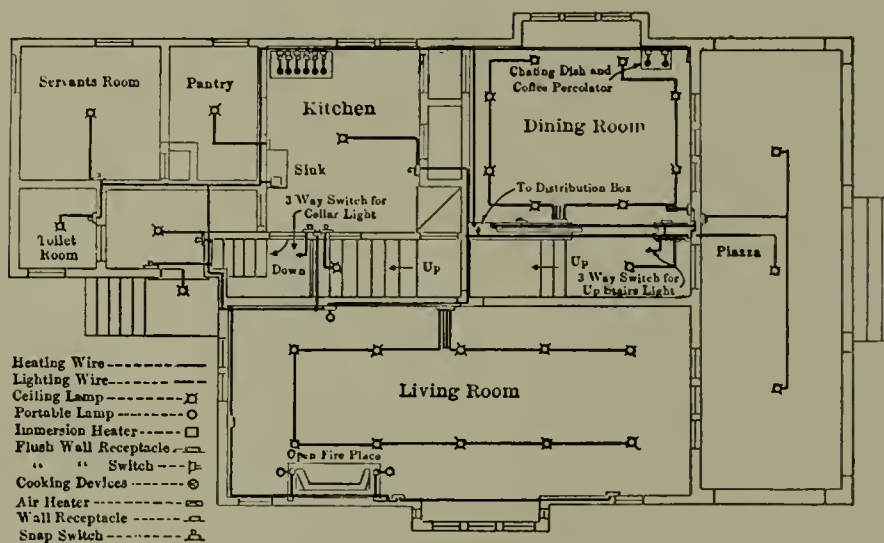 Servants Room
Pantry
Kitchen
Chafing Dish and
Coffee Percolator
Dining Room
Sink
3 Way Switch for
Cellar Light
To Distribution Box
Toilet
Room
Down
Up
Up
Piazza
3 Way Switch for
Up Stairs Light
Living Room
Open Fire Place
Heating Wire
Lighting Wire
Ceiling Lamp
Portable Lamp
Immersion Heater
Flush Wall Receptacle
" " Switch
Cooking Devices
Air Heater
Wall Receptacle
Snap Switch